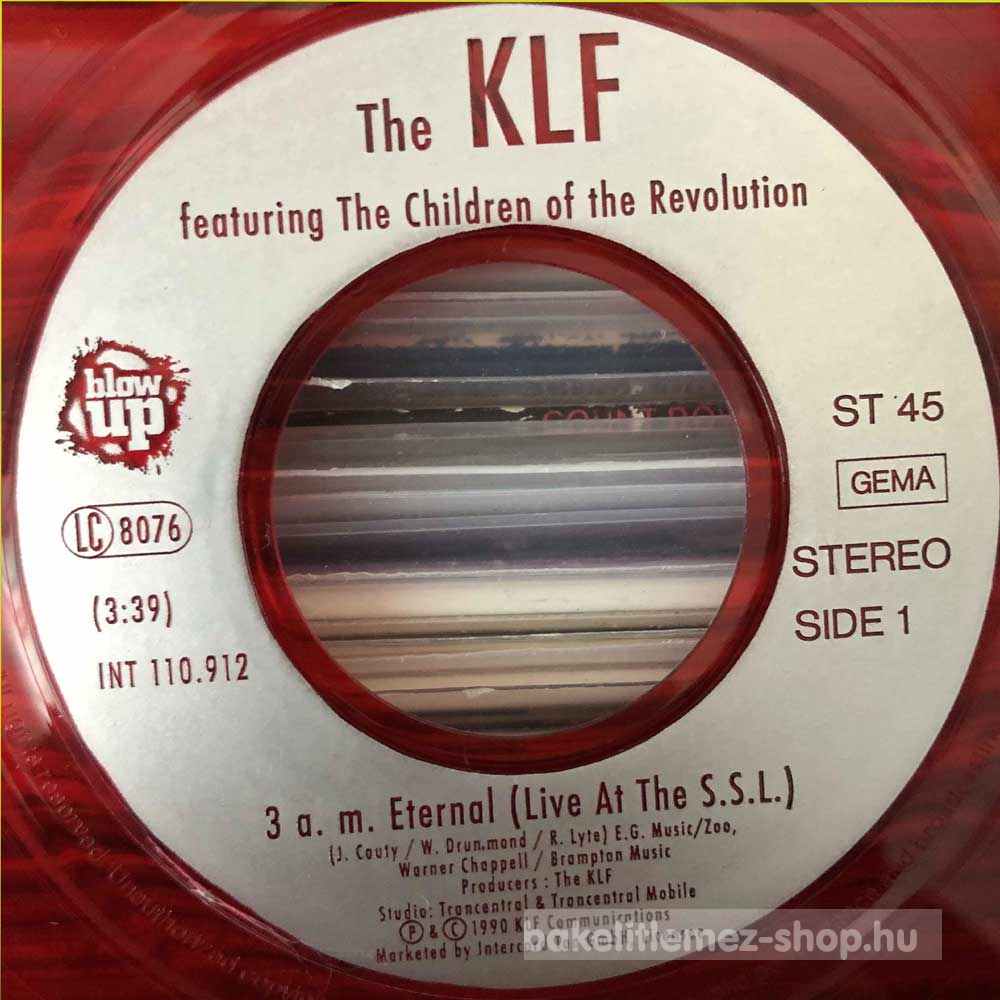 The KLF
featuring The Children of the Revolution
blow
up
LC 8076
(3:39)
INT 110.912
ST 45
GEMA
STEREO
SIDE 1
3 a. m. Eternal (Live At The S.S.L.)
(J. Cauty / W. Drummond / R. Lyte) E.G. Music/Zoo,
Warner Chappell / Brampton Music
Producers : The KLF
Studio: Trancentral & Trancentral Mobile
℗ & © 1990 KLF Communications
Marketed by
bakelitlemez-shop.hu